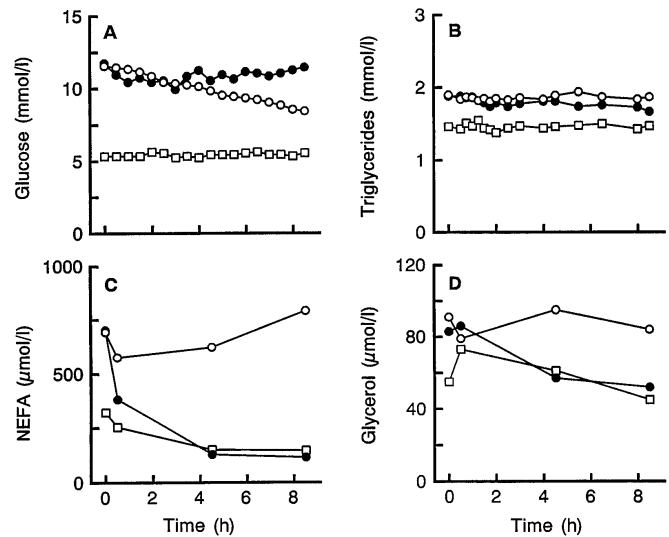 A
Glucose (mmol/l)
15
10
5
0
B
Triglycerides (mmol/l)
3
2
1
0
C
NEFA (µmol/l)
1000
500
0
0 2 4 6 8
Time (h)
D
Glycerol (µmol/l)
120
80
40
0
0 2 4 6 8
Time (h)